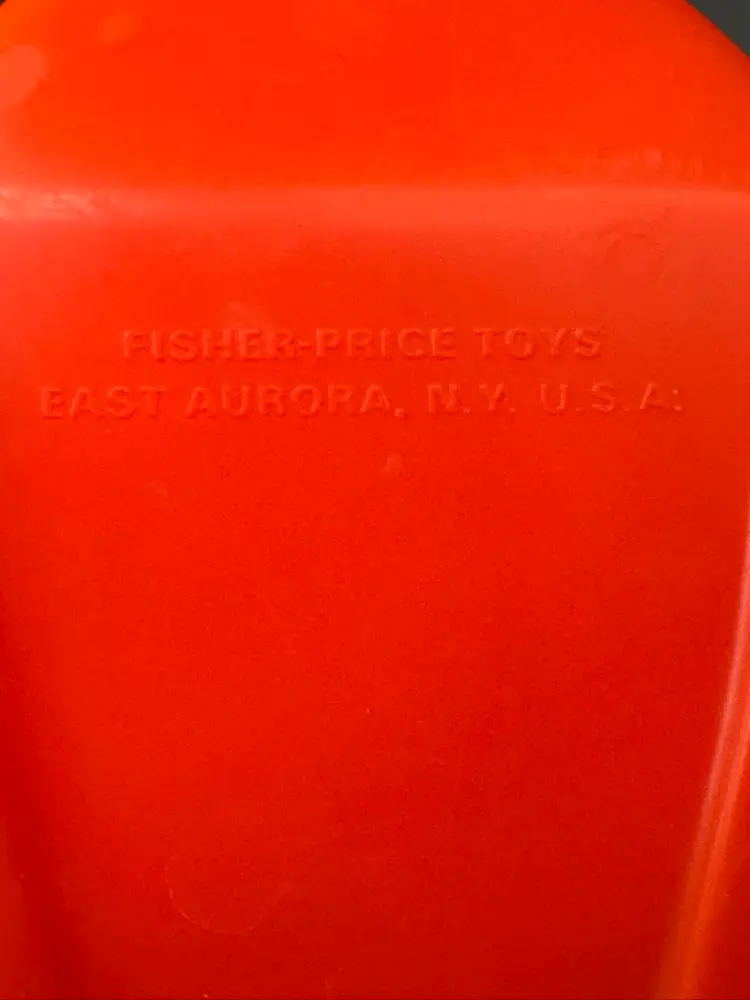 FISHER-PRICE TOYS
EAST AURORA, N.Y. U.S.A.